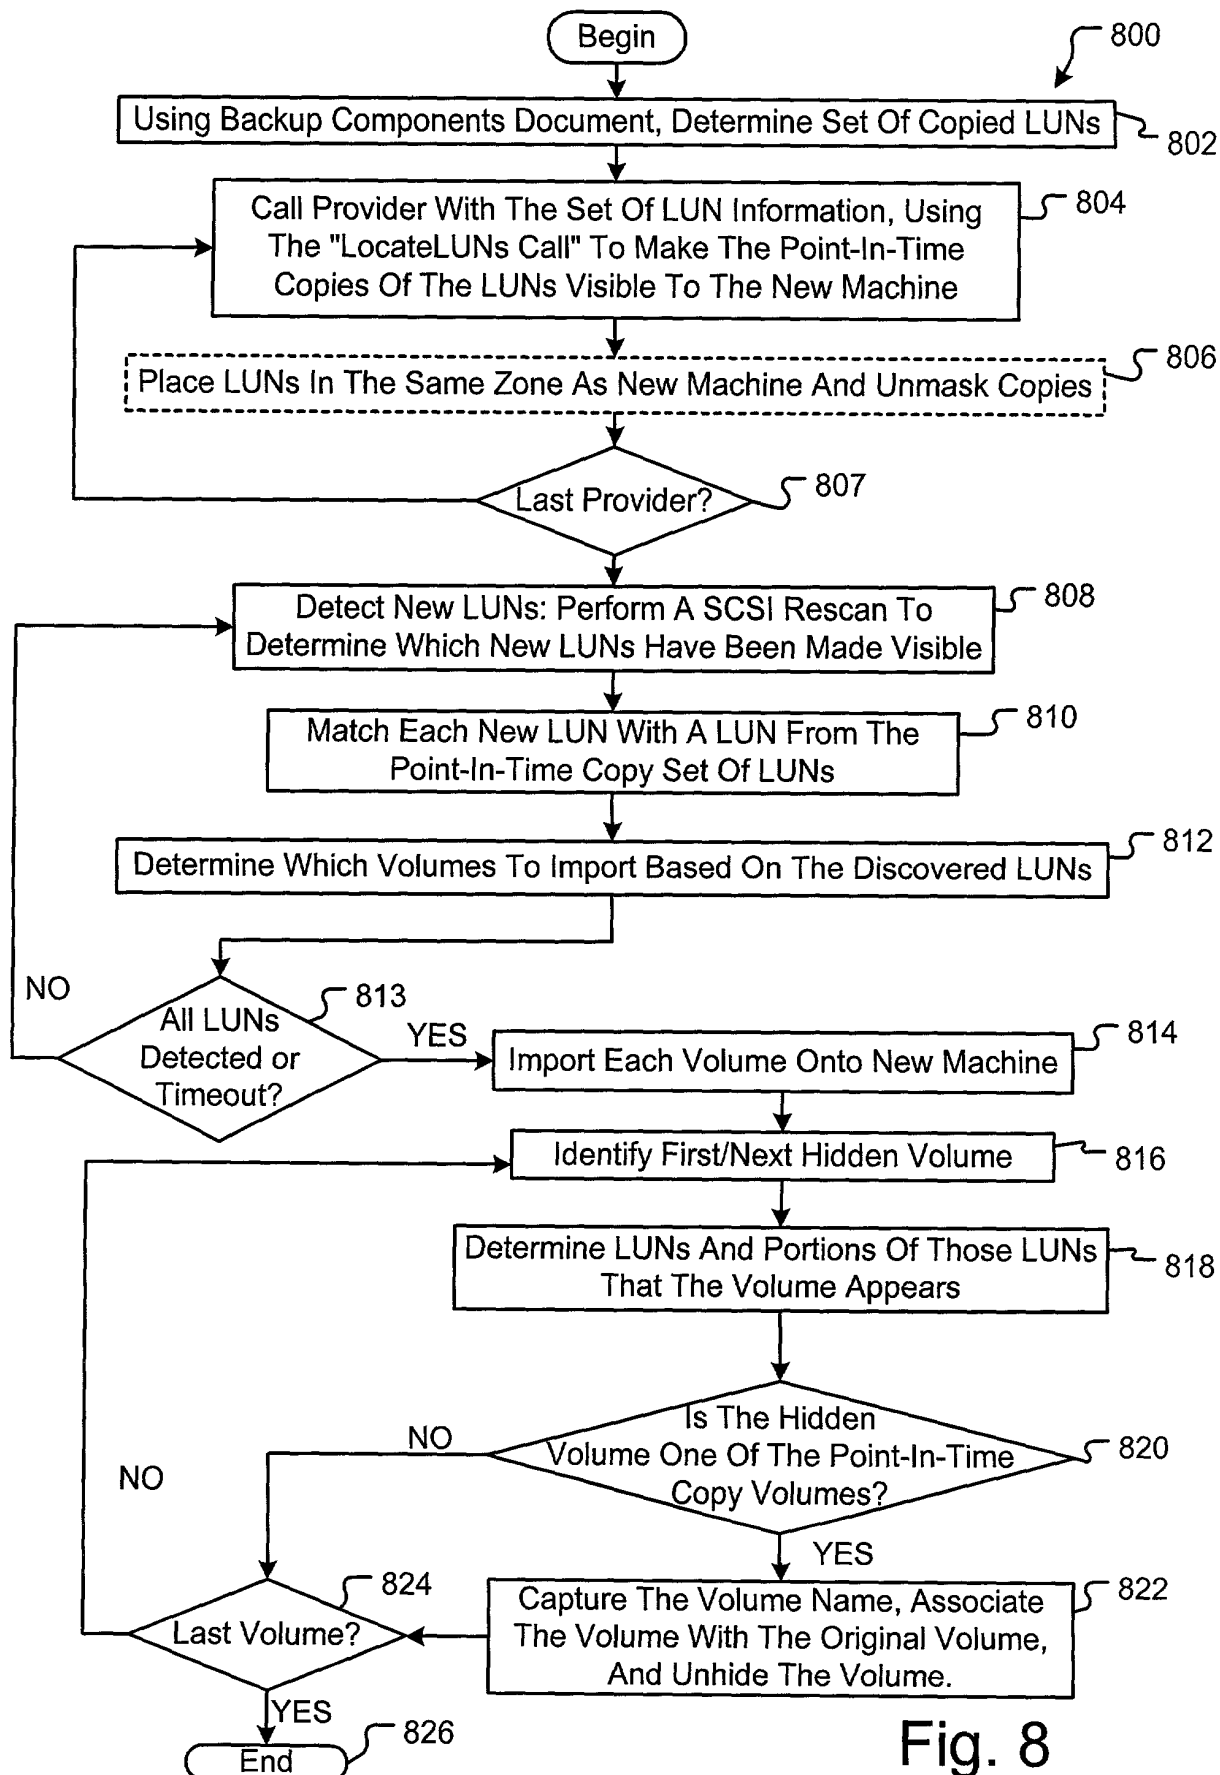 Begin
800
Using Backup Components Document, Determine Set Of Copied LUNs
802
Call Provider With The Set Of LUN Information, Using
The "LocateLUNs Call" To Make The Point-In-Time
Copies Of The LUNs Visible To The New Machine
804
Place LUNs In The Same Zone As New Machine And Unmask Copies
806
Last Provider?
807
Detect New LUNs: Perform A SCSI Rescan To
Determine Which New LUNs Have Been Made Visible
808
Match Each New LUN With A LUN From The
Point-In-Time Copy Set Of LUNs
810
Determine Which Volumes To Import Based On The Discovered LUNs
812
NO
All LUNs
Detected or
Timeout?
813
YES
Import Each Volume Onto New Machine
814
Identify First/Next Hidden Volume
816
Determine LUNs And Portions Of Those LUNs
That The Volume Appears
818
Is The Hidden
Volume One Of The Point-In-Time
Copy Volumes?
820
NO
NO
YES
Capture The Volume Name, Associate
The Volume With The Original Volume,
And Unhide The Volume.
822
Last Volume?
824
YES
End
826
Fig. 8